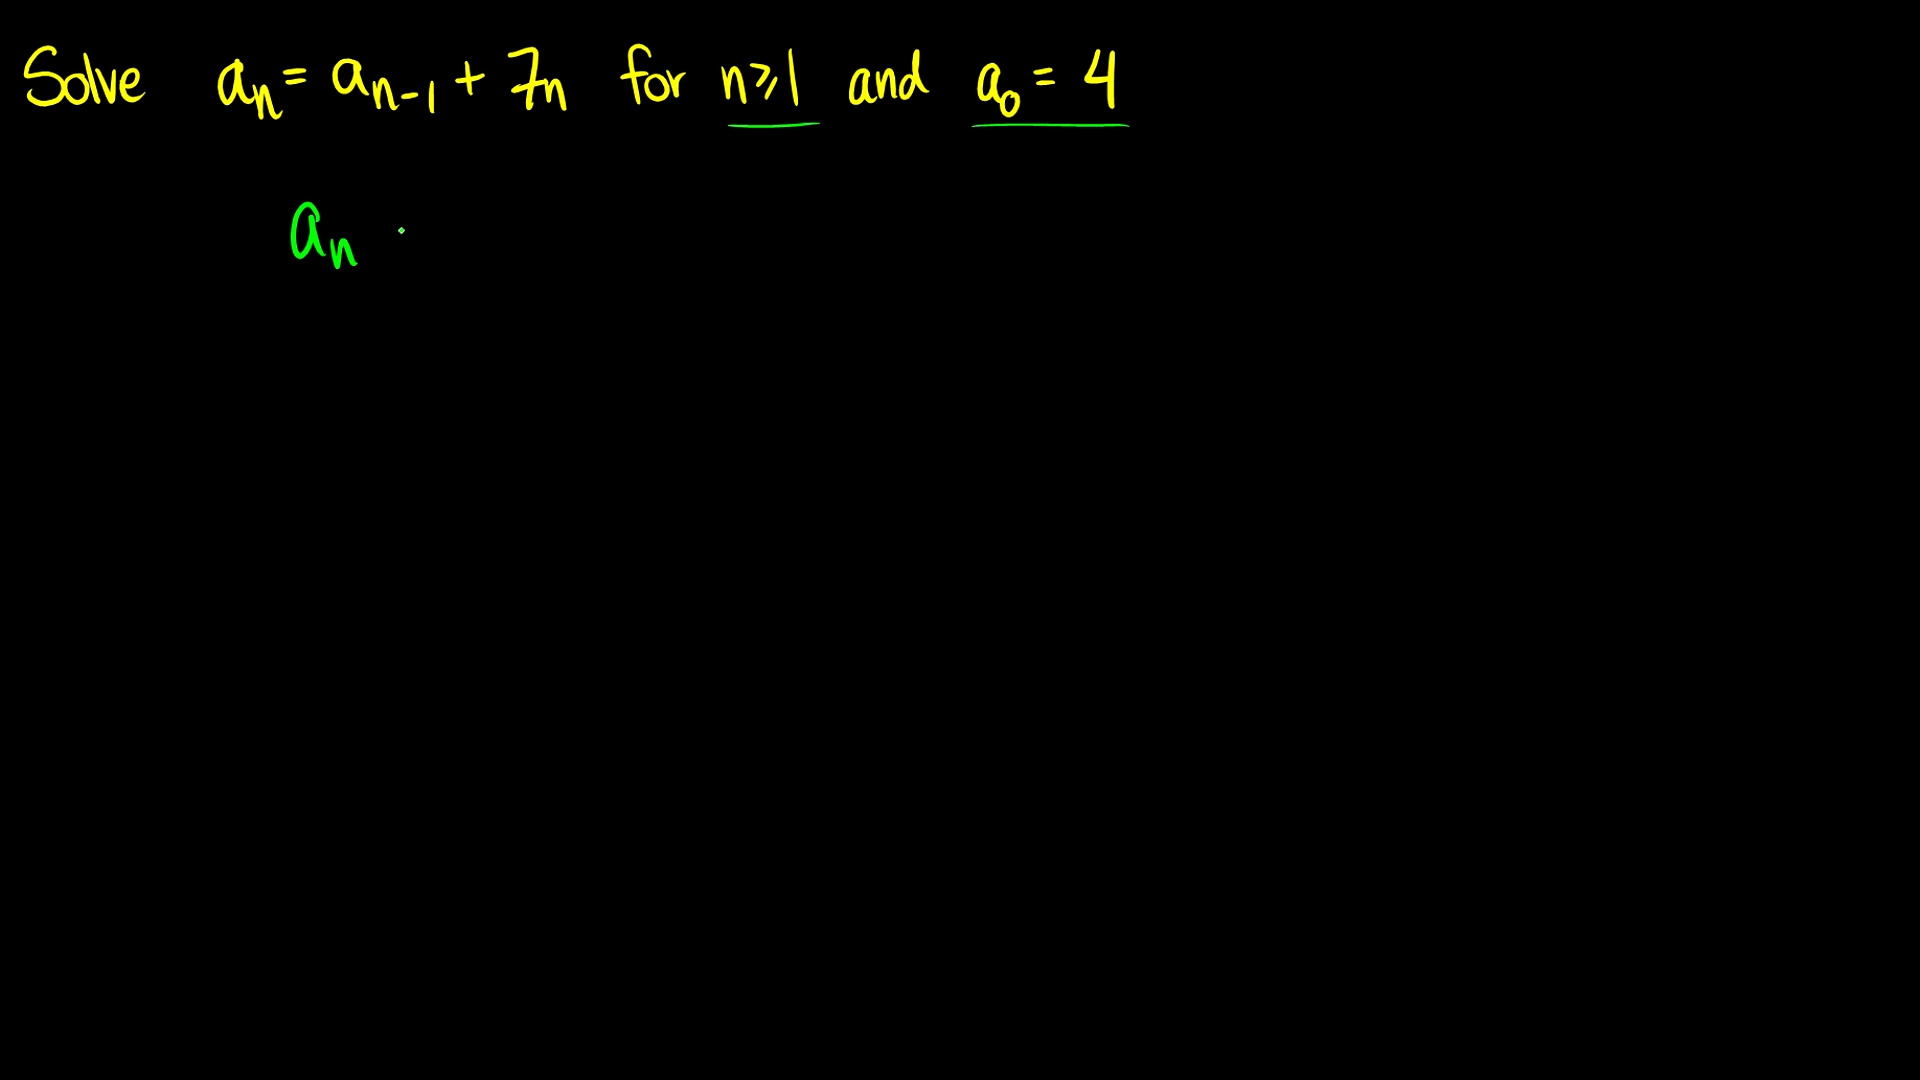 Solve aₙ = aₙ₋₁ + 7n for n ⩾ 1 and a₀ = 4
aₙ